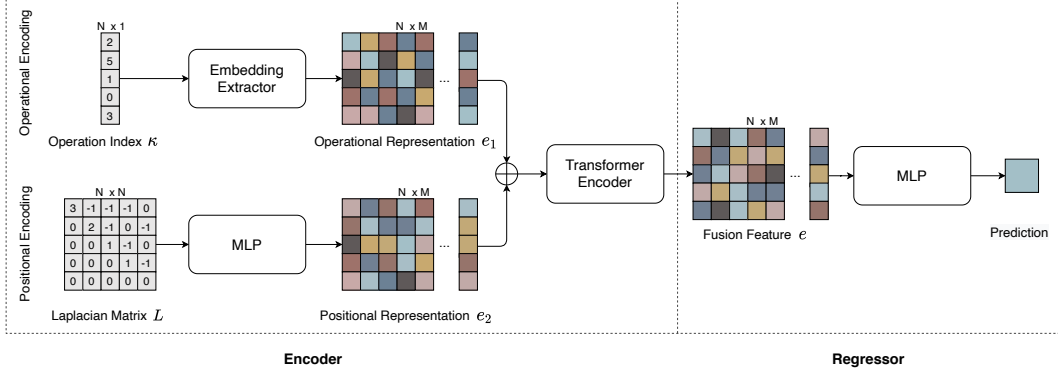 Operational Encoding
N x 1
2
5
1
0
3
Operation Index κ
Embedding
Extractor
N x M
...
Operational Representation e1
Positional Encoding
N x N
3 -1 -1 -1 0
0 2 -1 0 -1
0 0 1 -1 0
0 0 0 1 -1
0 0 0 0 0
Laplacian Matrix L
MLP
N x M
...
Positional Representation e2
Transformer
Encoder
N x M
...
Fusion Feature e
MLP
Prediction
Encoder
Regressor